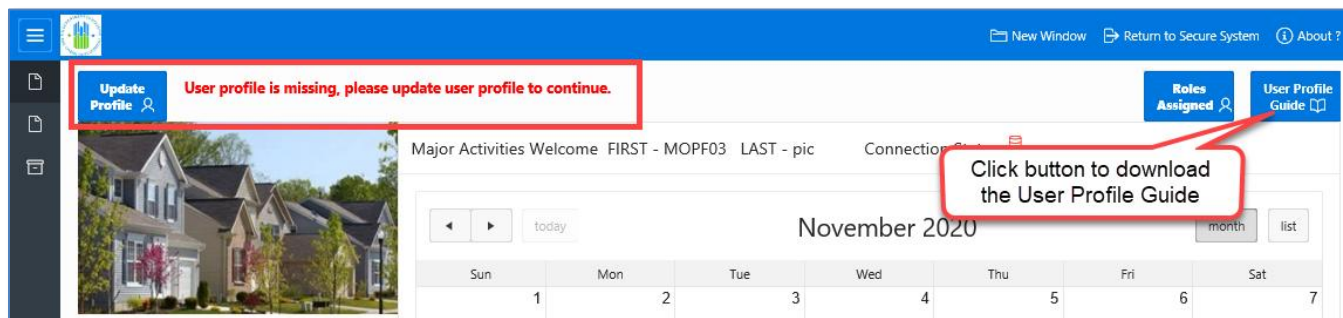 New Window Return to Secure System About ?
Update
Profile
User profile is missing, please update user profile to continue.
Roles
Assigned
User Profile
Guide
Major Activities Welcome FIRST - MOPF03 LAST - pic Connection
Click button to download
the User Profile Guide
today
November 2020
month
list
Sun Mon Tue Wed Thu Fri Sat
1 2 3 4 5 6 7